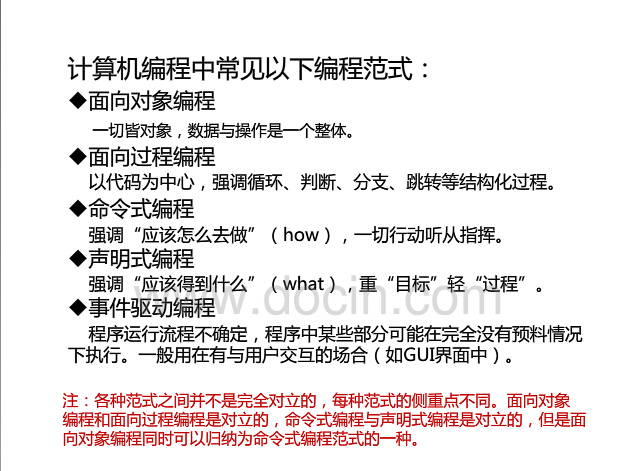 计算机编程中常见以下编程范式：
◆面向对象编程
一切皆对象，数据与操作是一个整体。
◆面向过程编程
以代码为中心，强调循环、判断、分支、跳转等结构化过程。
◆命令式编程
强调“应该怎么去做”（how），一切行动听从指挥。
◆声明式编程
强调“应该得到什么”（what），重“目标”轻“过程”。
www.docin.com
◆事件驱动编程
程序运行流程不确定，程序中某些部分可能在完全没有预料情况
下执行。一般用在有与用户交互的场合（如GUI界面中）。
注：各种范式之间并不是完全对立的，每种范式的侧重点不同。面向对象
编程和面向过程编程是对立的，命令式编程与声明式编程是对立的，但是面
向对象编程同时可以归纳为命令式编程范式的一种。